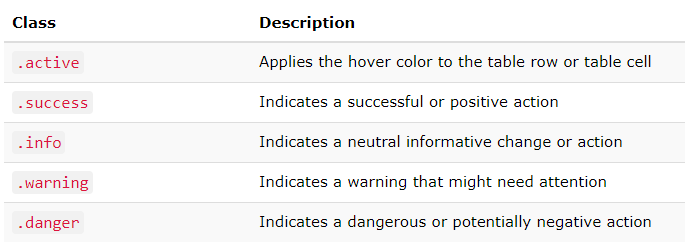 Class Description
.active Applies the hover color to the table row or table cell
.success Indicates a successful or positive action
.info Indicates a neutral informative change or action
.warning Indicates a warning that might need attention
.danger Indicates a dangerous or potentially negative action